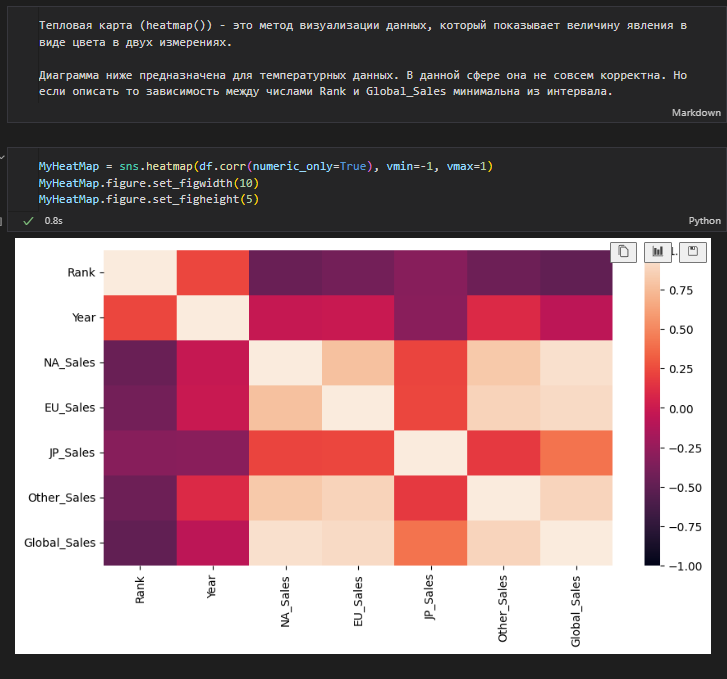 Тепловая карта (heatmap()) - это метод визуализации данных, который показывает величину явления в
виде цвета в двух измерениях.
Диаграмма ниже предназначена для температурных данных. В данной сфере она не совсем корректна. Но
если описать то зависимость между числами Rank и Global_Sales минимальна из интервала.
Markdown
MyHeatMap = sns.heatmap(df.corr(numeric_only=True), vmin=-1, vmax=1)
MyHeatMap.figure.set_figwidth(10)
MyHeatMap.figure.set_figheight(5)
0.8s
Python
Rank
Year
NA_Sales
EU_Sales
JP_Sales
Other_Sales
Global_Sales
Rank
Year
NA_Sales
EU_Sales
JP_Sales
Other_Sales
Global_Sales
0.75
0.50
0.25
0.00
−0.25
−0.50
−0.75
−1.00